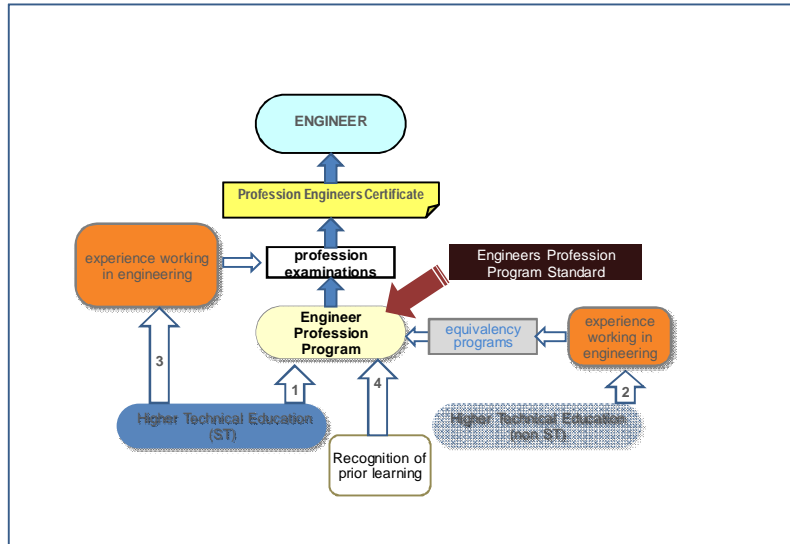 ENGINEER
Profession Engineers Certificate
experience working
in engineering
profession
examinations
Engineers Profession
Program Standard
Engineer
Profession
Program
equivalency
programs
experience
working in
engineering
3
1
4
2
Higher Technical Education
(ST)
Higher Technical Education
(non ST)
Recognition of
prior learning